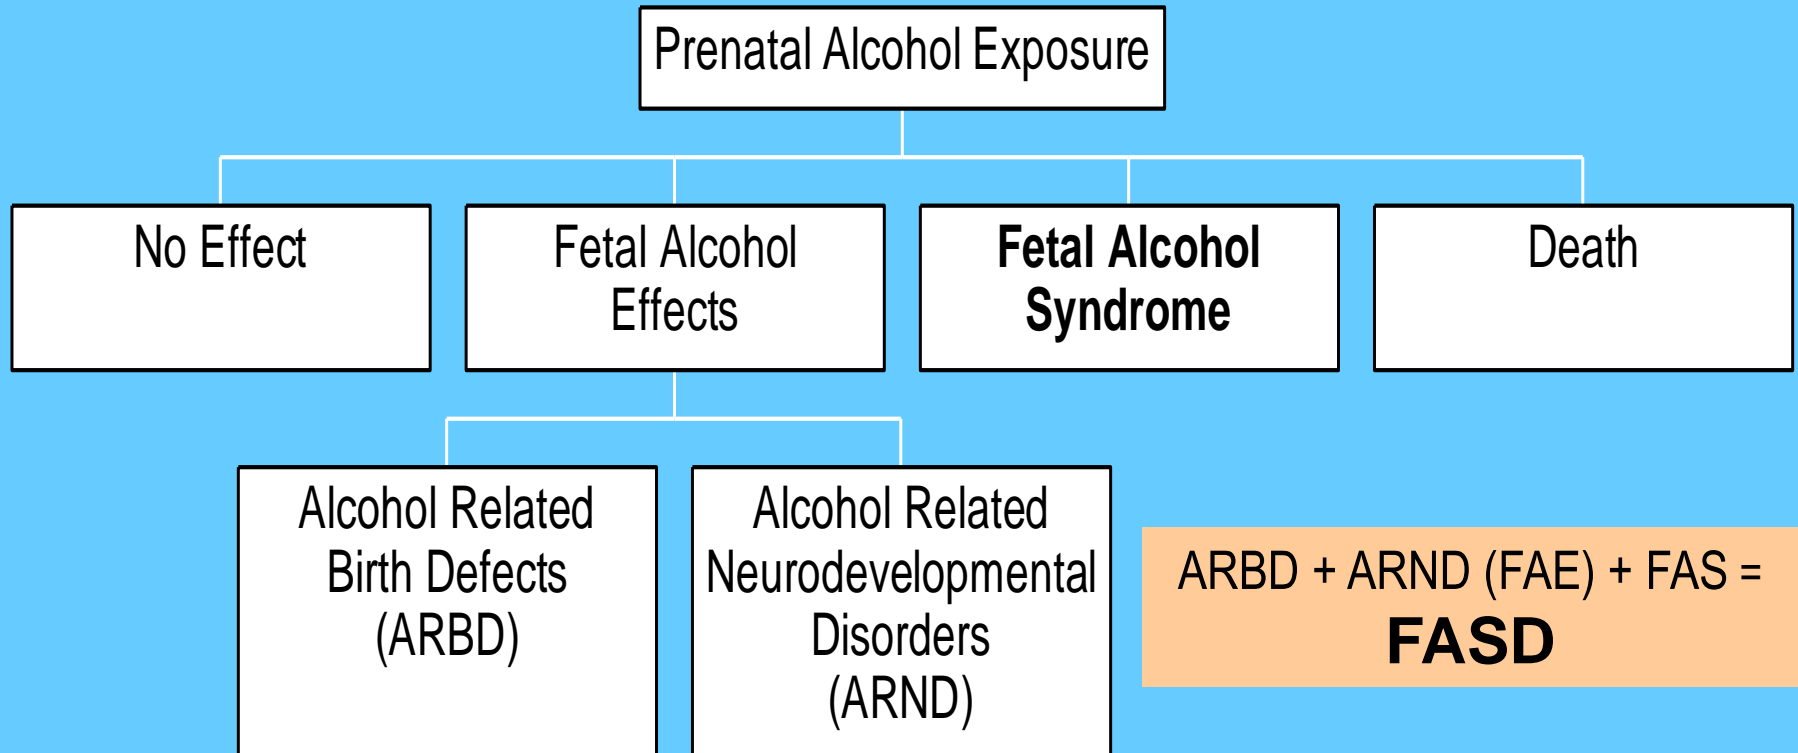 Prenatal Alcohol Exposure
No Effect
Fetal Alcohol
Effects
Fetal Alcohol
Syndrome
Death
Alcohol Related
Birth Defects
(ARBD)
Alcohol Related
Neurodevelopmental
Disorders
(ARND)
ARBD + ARND (FAE) + FAS =
FASD